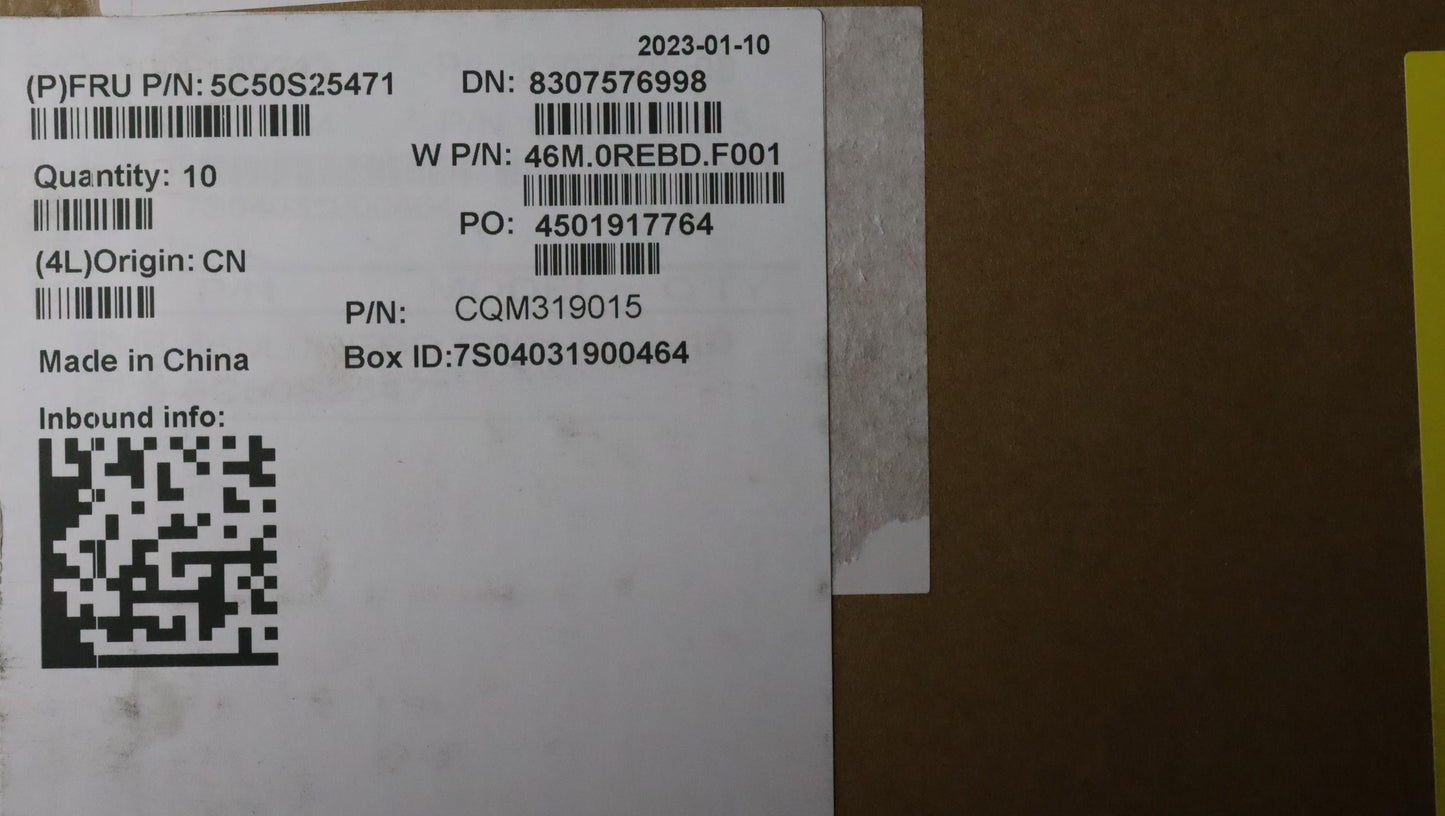 2023-01-10
(P)FRU P/N: 5C50S25471
DN: 8307576998
W P/N: 46M.0REBD.F001
Quantity: 10
PO: 4501917764
(4L)Origin: CN
P/N: CQM319015
Made in China
Box ID:7S04031900464
Inbound info: